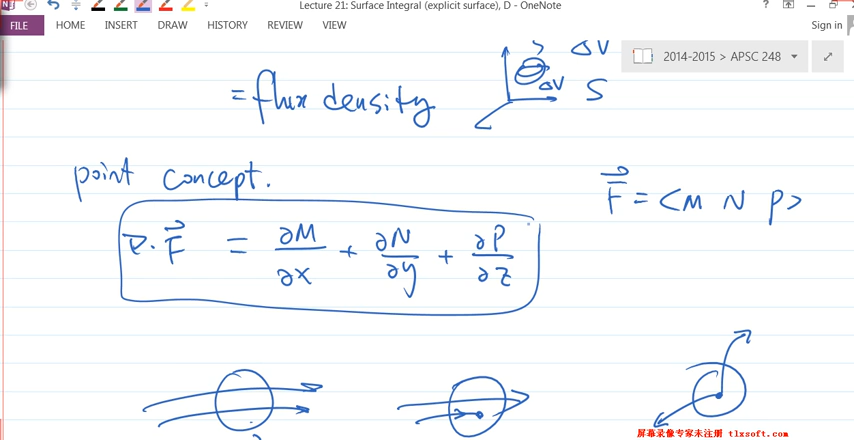 Lecture 21: Surface Integral (explicit surface), D - OneNote
FILE HOME INSERT DRAW HISTORY REVIEW VIEW Sign in
2014-2015 > APSC 248
ΔV
= flux density ΔV S
point concept.
F⃗ = <M N P>
∇⃗·F⃗ = ∂M/∂x + ∂N/∂y + ∂P/∂z
屏幕录像专家未注册 tlxsoft.com